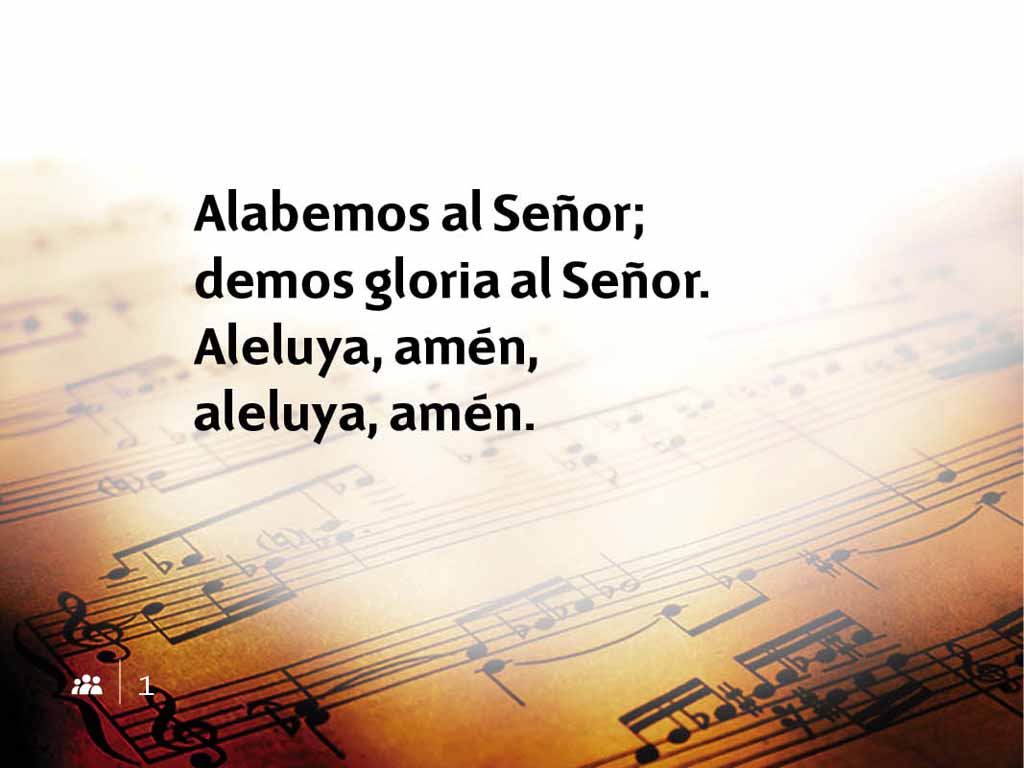 Alabemos al Señor;
demos gloria al Señor.
Aleluya, amén,
aleluya, amén.
1